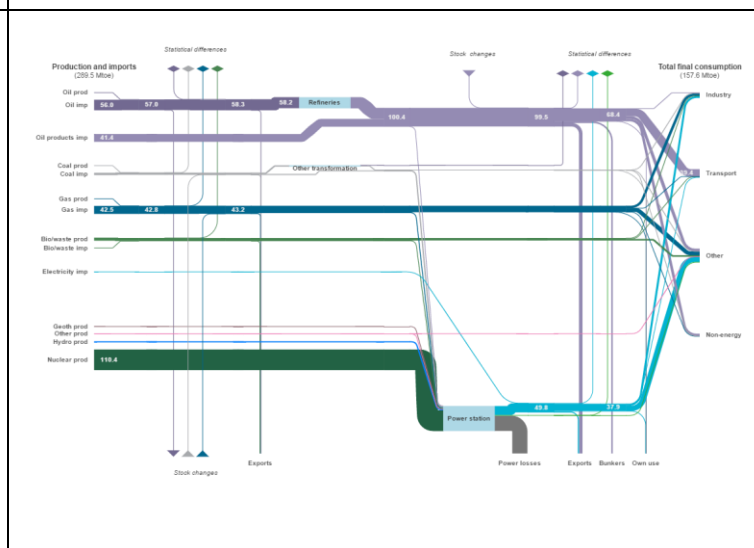 Statistical differences
Stock changes
Statistical differences
Production and imports
(289.5 Mtoe)
Total final consumption
(157.6 Mtoe)
Oil prod
Oil imp
56.0
57.8
58.3
58.2
Refineries
Industry
Oil products imp
41.4
100.4
99.5
68.4
Coal prod
Coal imp
Other transformation
Transport
Gas prod
Gas imp
42.5
42.8
43.2
Bio/waste prod
Bio/waste imp
Other
Electricity imp
Geoth prod
Other prod
Hydro prod
Non-energy
Nuclear prod
110.4
Power station
49.8
37.9
Stock changes
Exports
Power losses
Exports
Bunkers
Own use